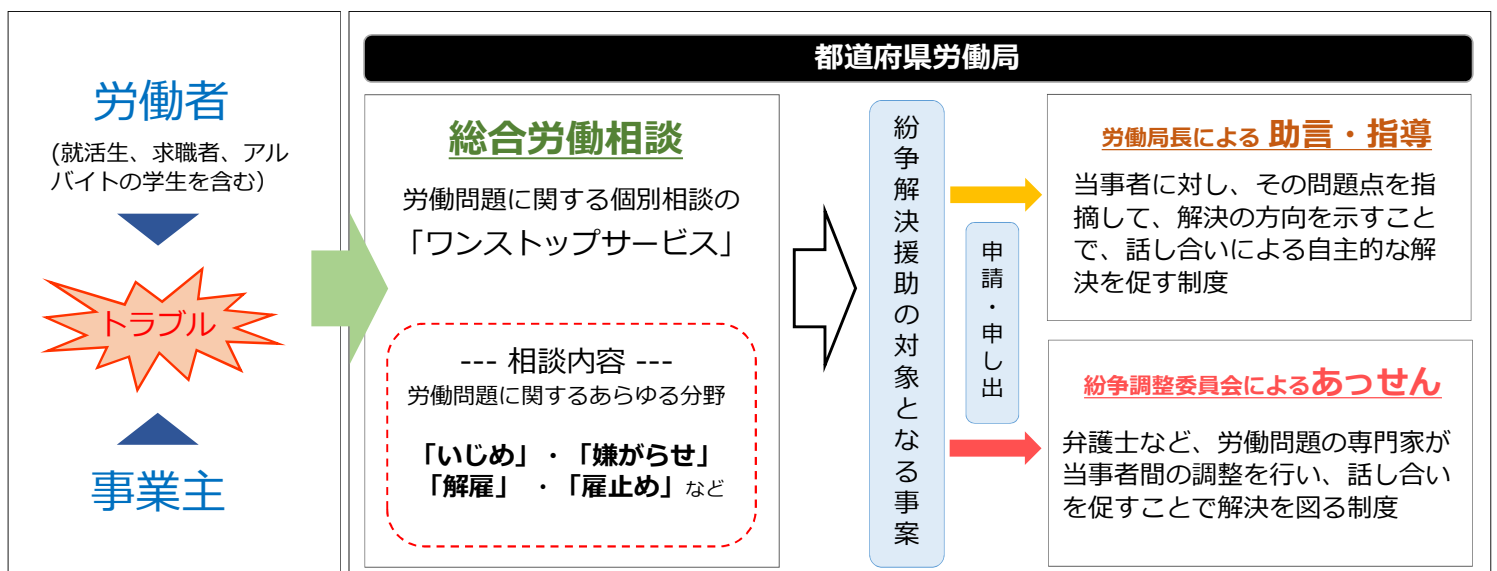 労働者
(就活生、求職者、アル
バイトの学生を含む)
トラブル
事業主
都道府県労働局
総合労働相談
労働問題に関する個別相談の
「ワンストップサービス」
--- 相談内容 ---
労働問題に関するあらゆる分野
「いじめ」・「嫌がらせ」
「解雇」 ・「雇止め」など
紛争解決援助の対象となる事案
申請・申し出
労働局長による 助言・指導
当事者に対し、その問題点を指
摘して、解決の方向を示すこと
で、話し合いによる自主的な解
決を促す制度
紛争調整委員会によるあっせん
弁護士など、労働問題の専門家が
当事者間の調整を行い、話し合い
を促すことで解決を図る制度